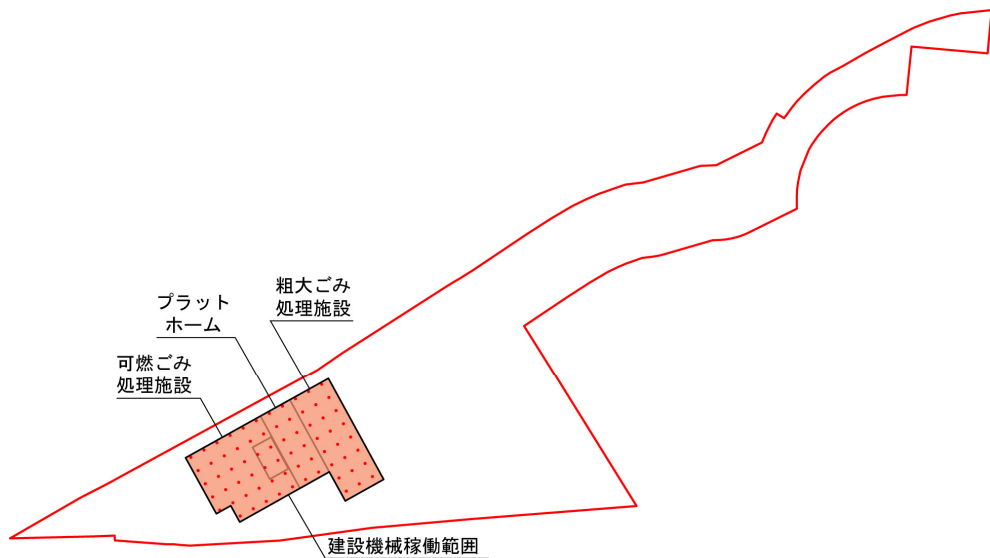 粗大ごみ
処理施設
プラット
ホーム
可燃ごみ
処理施設
建設機械稼働範囲